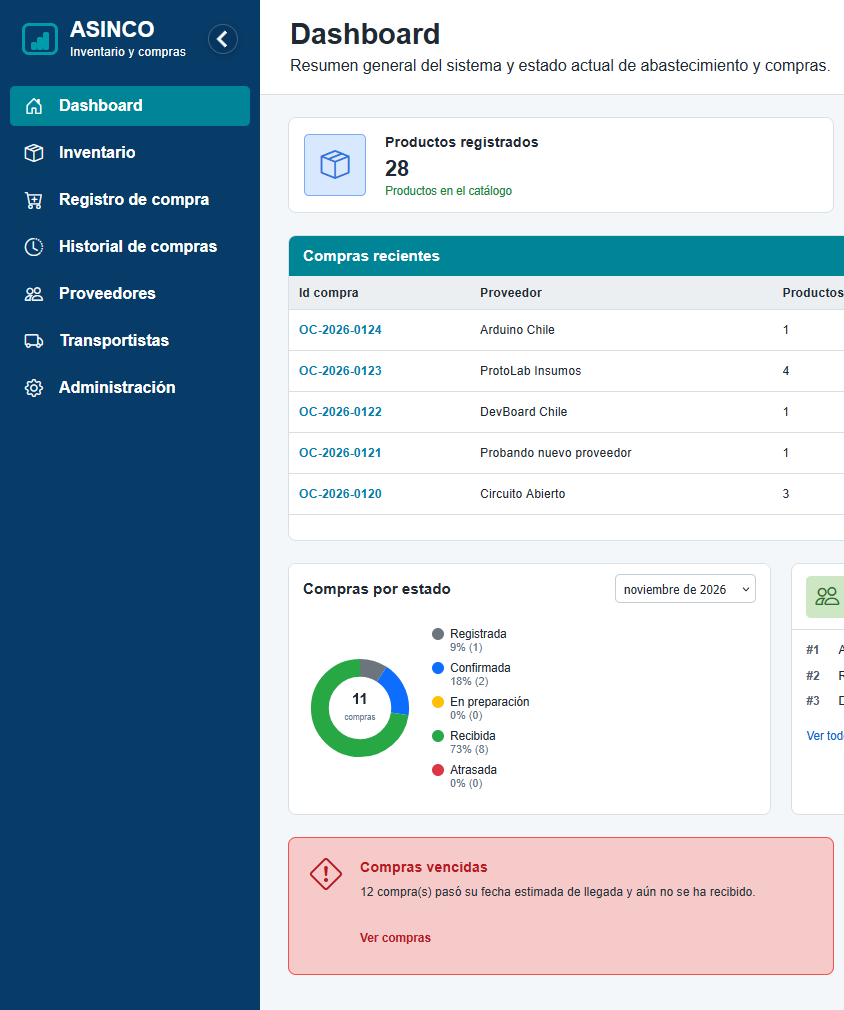 ASINCO
Inventario y compras
Dashboard
Inventario
Registro de compra
Historial de compras
Proveedores
Transportistas
Administración
Dashboard
Resumen general del sistema y estado actual de abastecimiento y compras.
Productos registrados
28
Productos en el catálogo
Compras recientes
Id compra Proveedor Productos
OC-2026-0124 Arduino Chile 1
OC-2026-0123 ProtoLab Insumos 4
OC-2026-0122 DevBoard Chile 1
OC-2026-0121 Probando nuevo proveedor 1
OC-2026-0120 Circuito Abierto 3
Compras por estado
noviembre de 2026
11
compras
Registrada
9% (1)
Confirmada
18% (2)
En preparación
0% (0)
Recibida
73% (8)
Atrasada
0% (0)
#1
#2
#3
Ver
Compras vencidas
12 compra(s) pasó su fecha estimada de llegada y aún no se ha recibido.
Ver compras